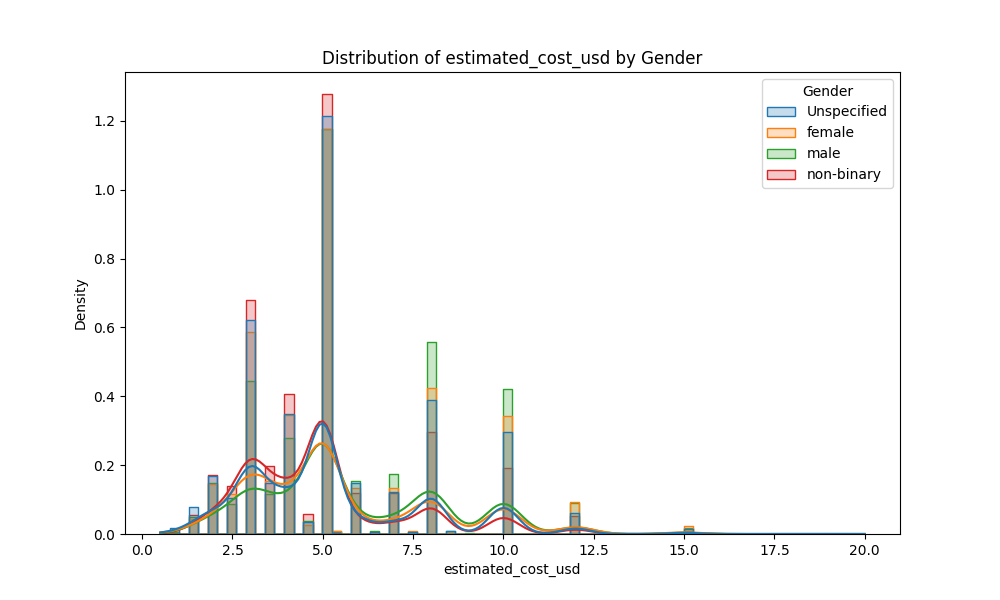 Distribution of estimated_cost_usd by Gender
Gender
Unspecified
female
male
non-binary
Density
1.2
1.0
0.8
0.6
0.4
0.2
0.0
0.0 2.5 5.0 7.5 10.0 12.5 15.0 17.5 20.0
estimated_cost_usd